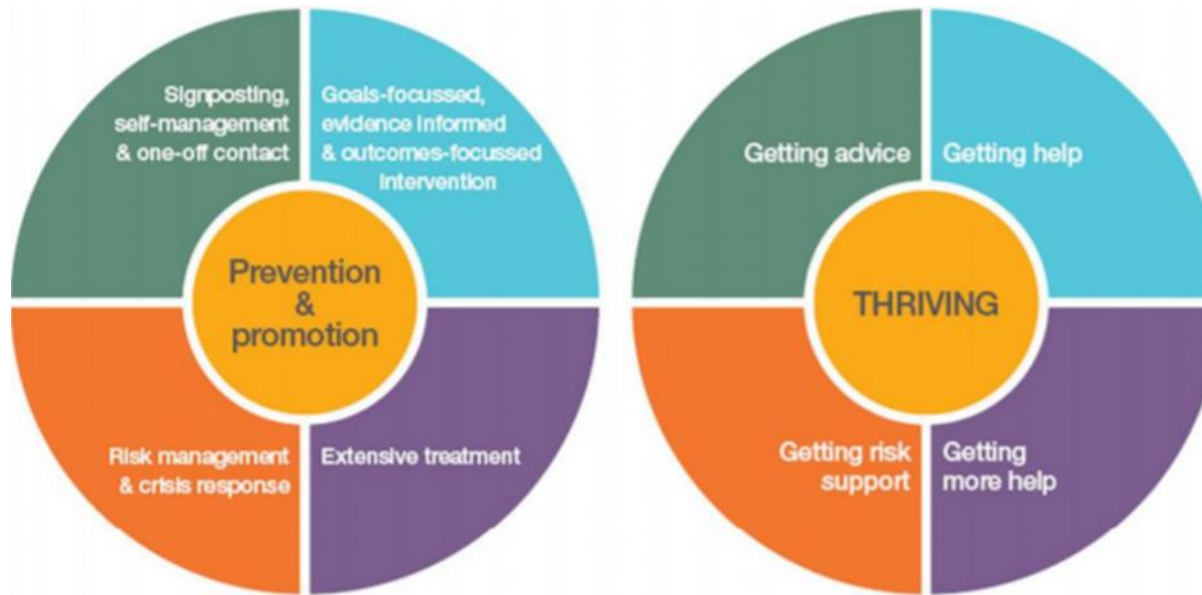 Signposting,
self-management
& one-off contact
Goals-focussed,
evidence informed
& outcomes-focussed
intervention
Prevention
&
promotion
Risk management
& crisis response
Extensive treatment
Getting advice
Getting help
THRIVING
Getting risk
support
Getting
more help